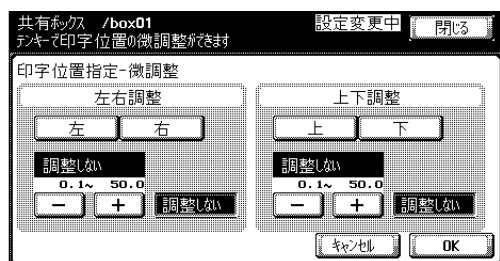 共有ﾎﾞｯｸｽ /box01 設定変更中 閉じる
ﾃﾝｷｰで印字位置の微調整ができます
印字位置指定-微調整
左右調整 上下調整
左 右 上 下
調整しない 調整しない
0.1~ 50.0 0.1~ 50.0
- + 調整しない - + 調整しない
ｷｬﾝｾﾙ OK